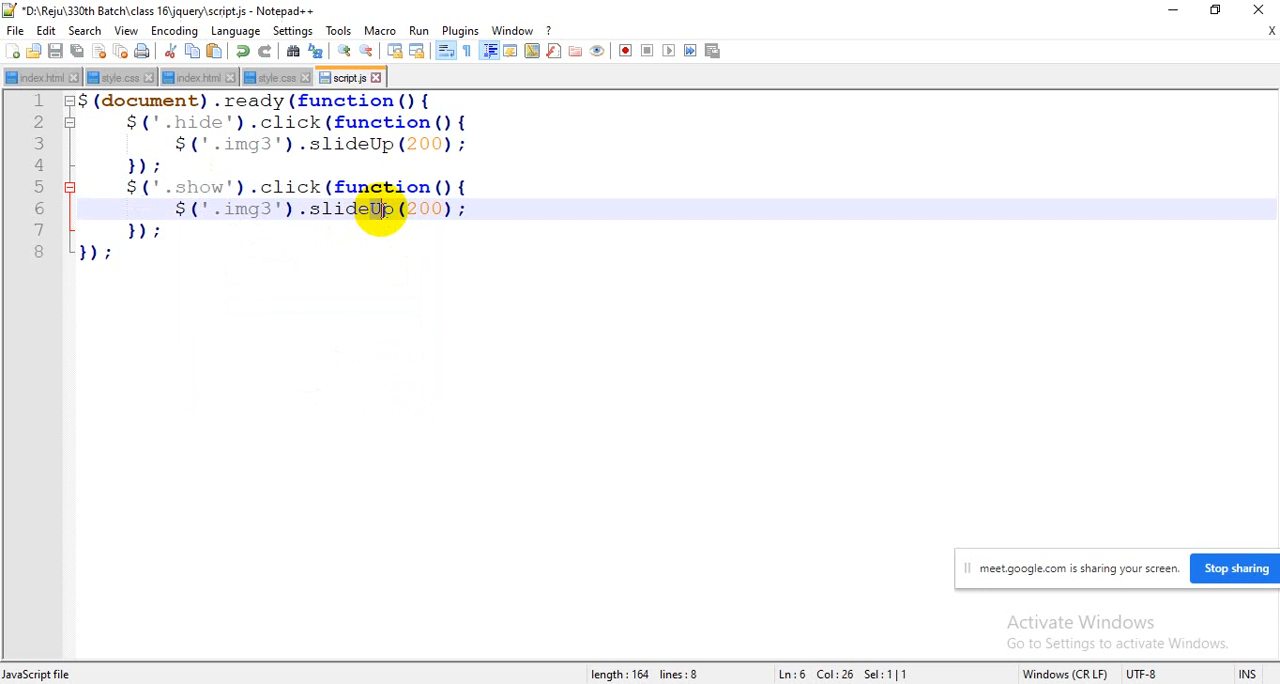 *D:\Reju\330th Batch\class 16\jquery\script.js - Notepad++
File Edit Search View Encoding Language Settings Tools Macro Run Plugins Window ? X
index.html style.css index.html style.css script.js
1 $(document).ready(function(){
2 $('.hide').click(function(){
3 $('.img3').slideUp(200);
4 });
5 $('.show').click(function(){
6 $('.img3').slideUp(200);
7 });
8 });
meet.google.com is sharing your screen. Stop sharing
Activate Windows
Go to Settings to activate Windows.
JavaScript file length : 164 lines : 8 Ln : 6 Col : 26 Sel : 1 | 1 Windows (CR LF) UTF-8 INS